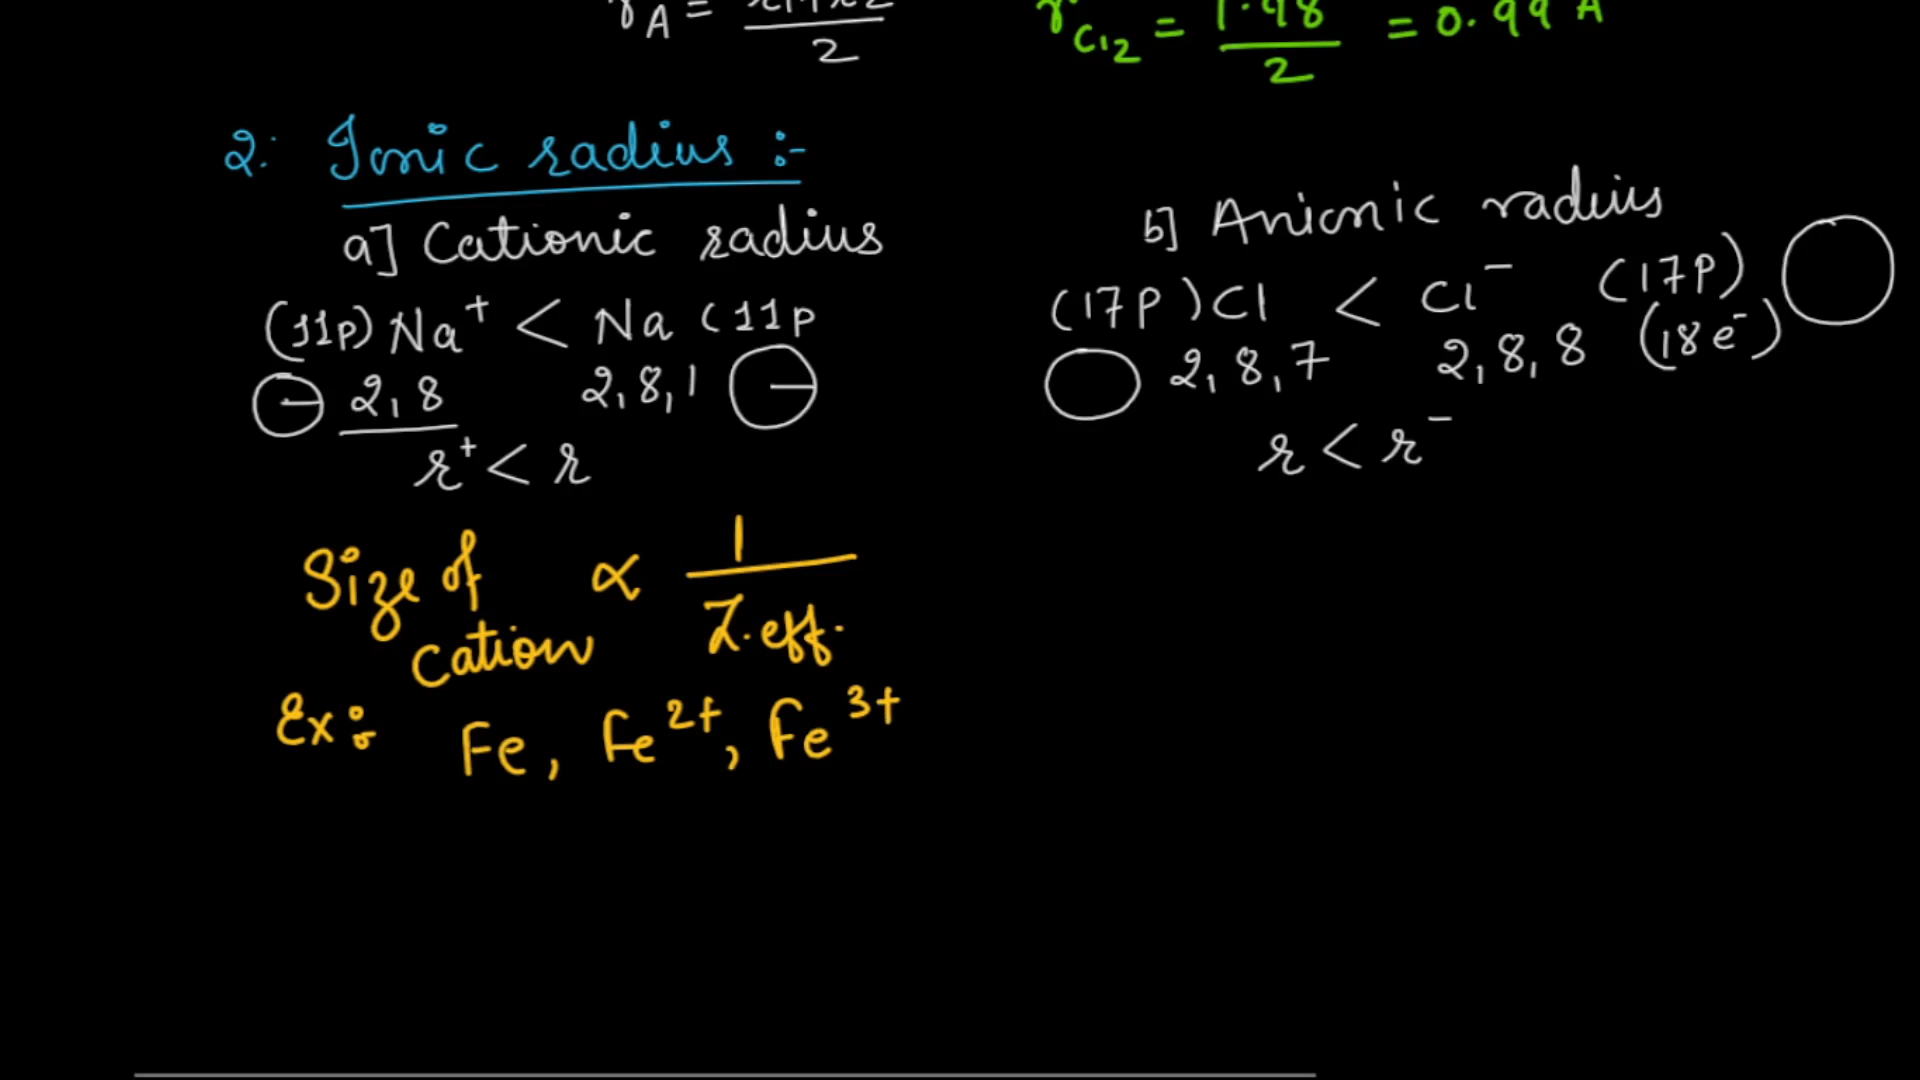 r A = 2
r Cl2 = 1.98 / 2 = 0.99 A
2. Ionic radius :-
a] Cationic radius
(11p) Na⁺ < Na (11p
2,8 2,8,1
r⁺ < r
b] Anionic radius
(17P) Cl < Cl⁻ (17P)
2,8,7 2,8,8 (18e⁻)
r < r⁻
Size of cation ∝ 1 / Z.eff.
Ex: Fe, Fe²⁺, Fe³⁺